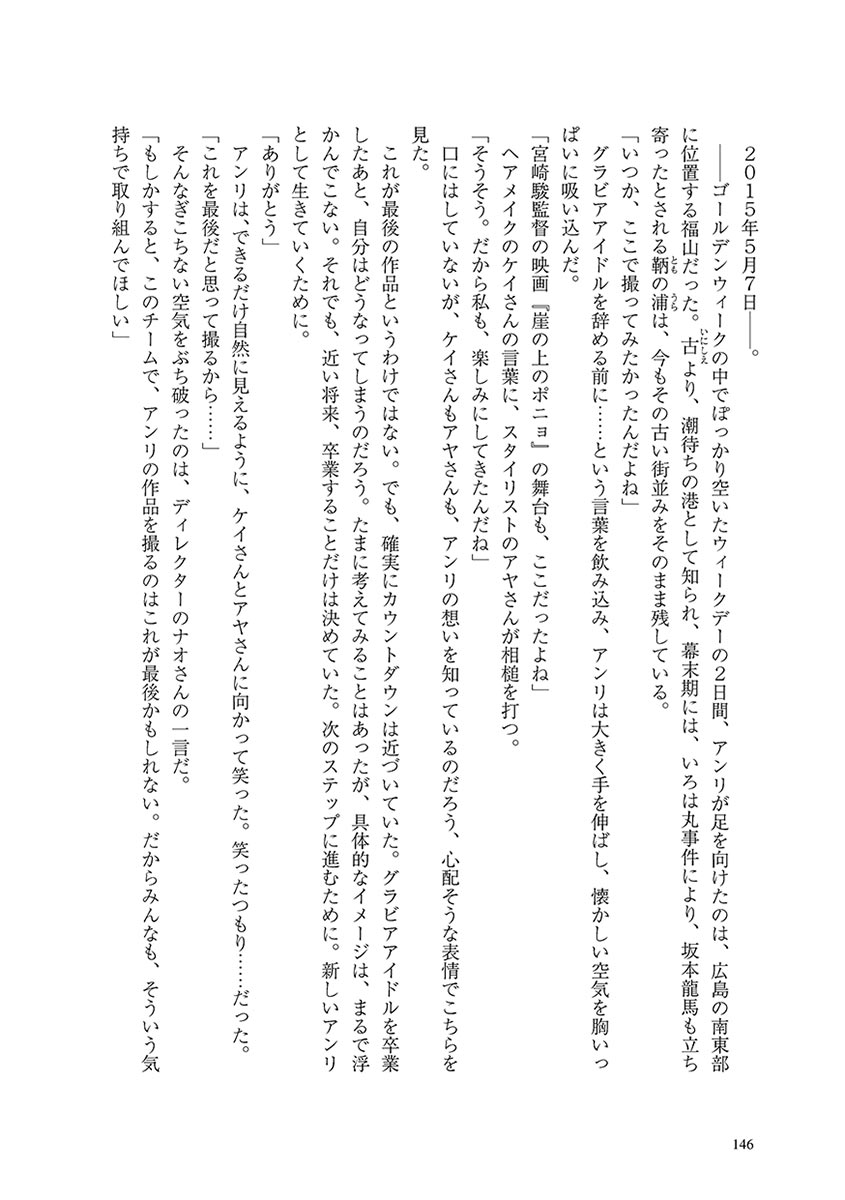 ２０１５年５月７日――。
――ゴールデンウィークの中でぽっかり空いたウィークデーの２日間、アンリが足を向けたのは、広島の南東部
に位置する福山だった。古より、潮待ちの港として知られ、幕末期には、いろは丸事件により、坂本龍馬も立ち
いにしえ
寄ったとされる鞆の浦は、今もその古い街並みをそのまま残している。
とも うら
「いつか、ここで撮ってみたかったんだよね」
グラビアアイドルを辞める前に……という言葉を飲み込み、アンリは大きく手を伸ばし、懐かしい空気を胸いっ
ぱいに吸い込んだ。
「宮崎駿監督の映画『崖の上のポニョ』の舞台も、ここだったよね」
ヘアメイクのケイさんの言葉に、スタイリストのアヤさんが相槌を打つ。
「そうそう。だから私も、楽しみにしてきたんだね」
口にはしていないが、ケイさんもアヤさんも、アンリの想いを知っているのだろう、心配そうな表情でこちらを
見た。
これが最後の作品というわけではない。でも、確実にカウントダウンは近づいていた。グラビアアイドルを卒業
したあと、自分はどうなってしまうのだろう。たまに考えてみることはあったが、具体的なイメージは、まるで浮
かんでこない。それでも、近い将来、卒業することだけは決めていた。次のステップに進むために。新しいアンリ
として生きていくために。
「ありがとう」
アンリは、できるだけ自然に見えるように、ケイさんとアヤさんに向かって笑った。笑ったつもり……だった。
「これを最後だと思って撮るから……」
そんなぎこちない空気をぶち破ったのは、ディレクターのナオさんの一言だ。
「もしかすると、このチームで、アンリの作品を撮るのはこれが最後かもしれない。だからみんなも、そういう気
持ちで取り組んでほしい」
146